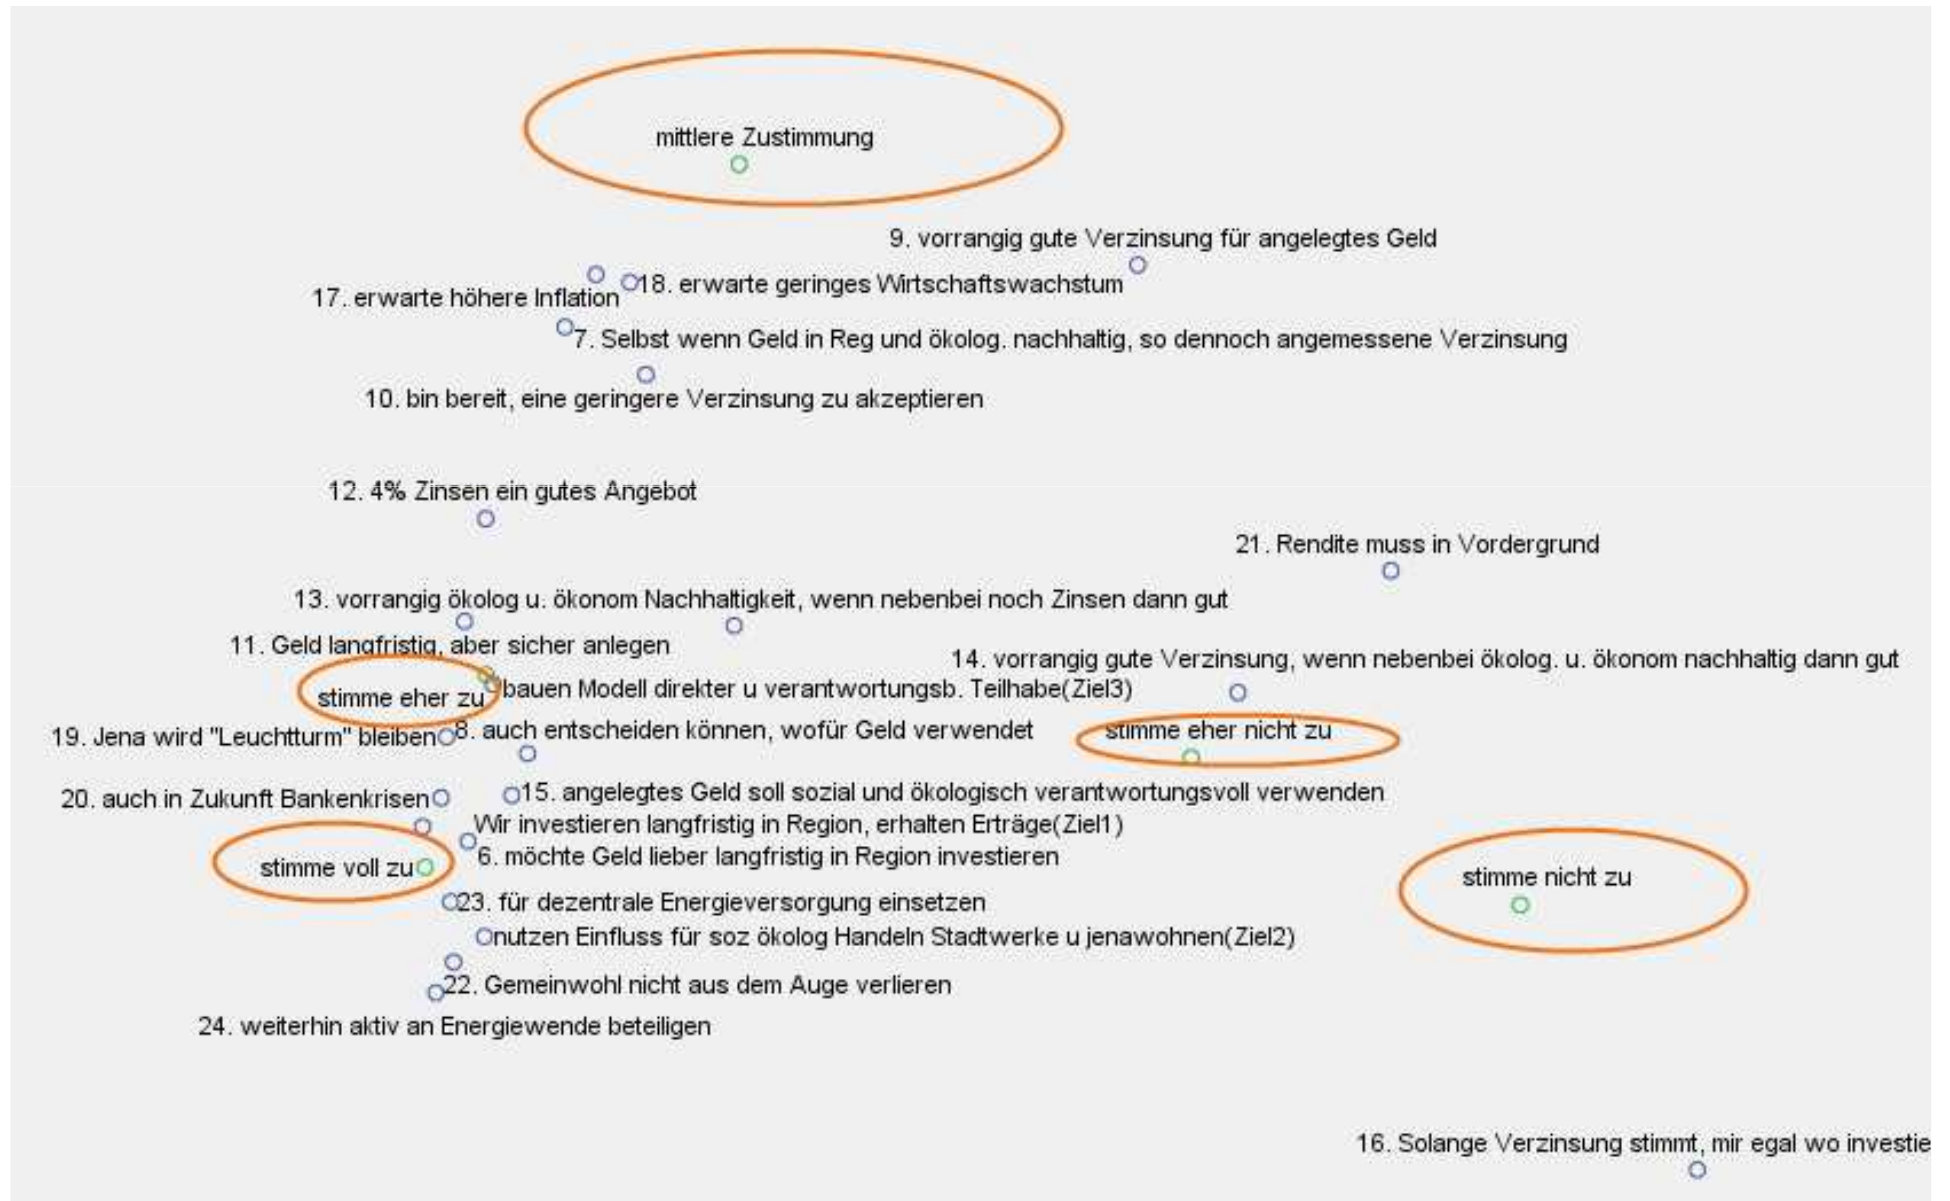 mittlere Zustimmung
9. vorrangig gute Verzinsung für angelegtes Geld
18. erwarte geringes Wirtschaftswachstum
17. erwarte höhere Inflation
7. Selbst wenn Geld in Reg und ökolog. nachhaltig, so dennoch angemessene Verzinsung
10. bin bereit, eine geringere Verzinsung zu akzeptieren
12. 4% Zinsen ein gutes Angebot
21. Rendite muss in Vordergrund
13. vorrangig ökolog u. ökonom Nachhaltigkeit, wenn nebenbei noch Zinsen dann gut
11. Geld langfristig, aber sicher anlegen
14. vorrangig gute Verzinsung, wenn nebenbei ökolog. u. ökonom nachhaltig dann gut
bauen Modell direkter u verantwortungsb. Teilhabe(Ziel3)
stimme eher zu
8. auch entscheiden können, wofür Geld verwendet
stimme eher nicht zu
19. Jena wird "Leuchtturm" bleiben
15. angelegtes Geld soll sozial und ökologisch verantwortungsvoll verwenden
20. auch in Zukunft Bankenkrisen
Wir investieren langfristig in Region, erhalten Erträge(Ziel1)
6. möchte Geld lieber langfristig in Region investieren
stimme voll zu
stimme nicht zu
23. für dezentrale Energieversorgung einsetzen
nutzen Einfluss für soz ökolog Handeln Stadtwerke u jenawohnen(Ziel2)
22. Gemeinwohl nicht aus dem Auge verlieren
24. weiterhin aktiv an Energiewende beteiligen
16. Solange Verzinsung stimmt, mir egal wo investie